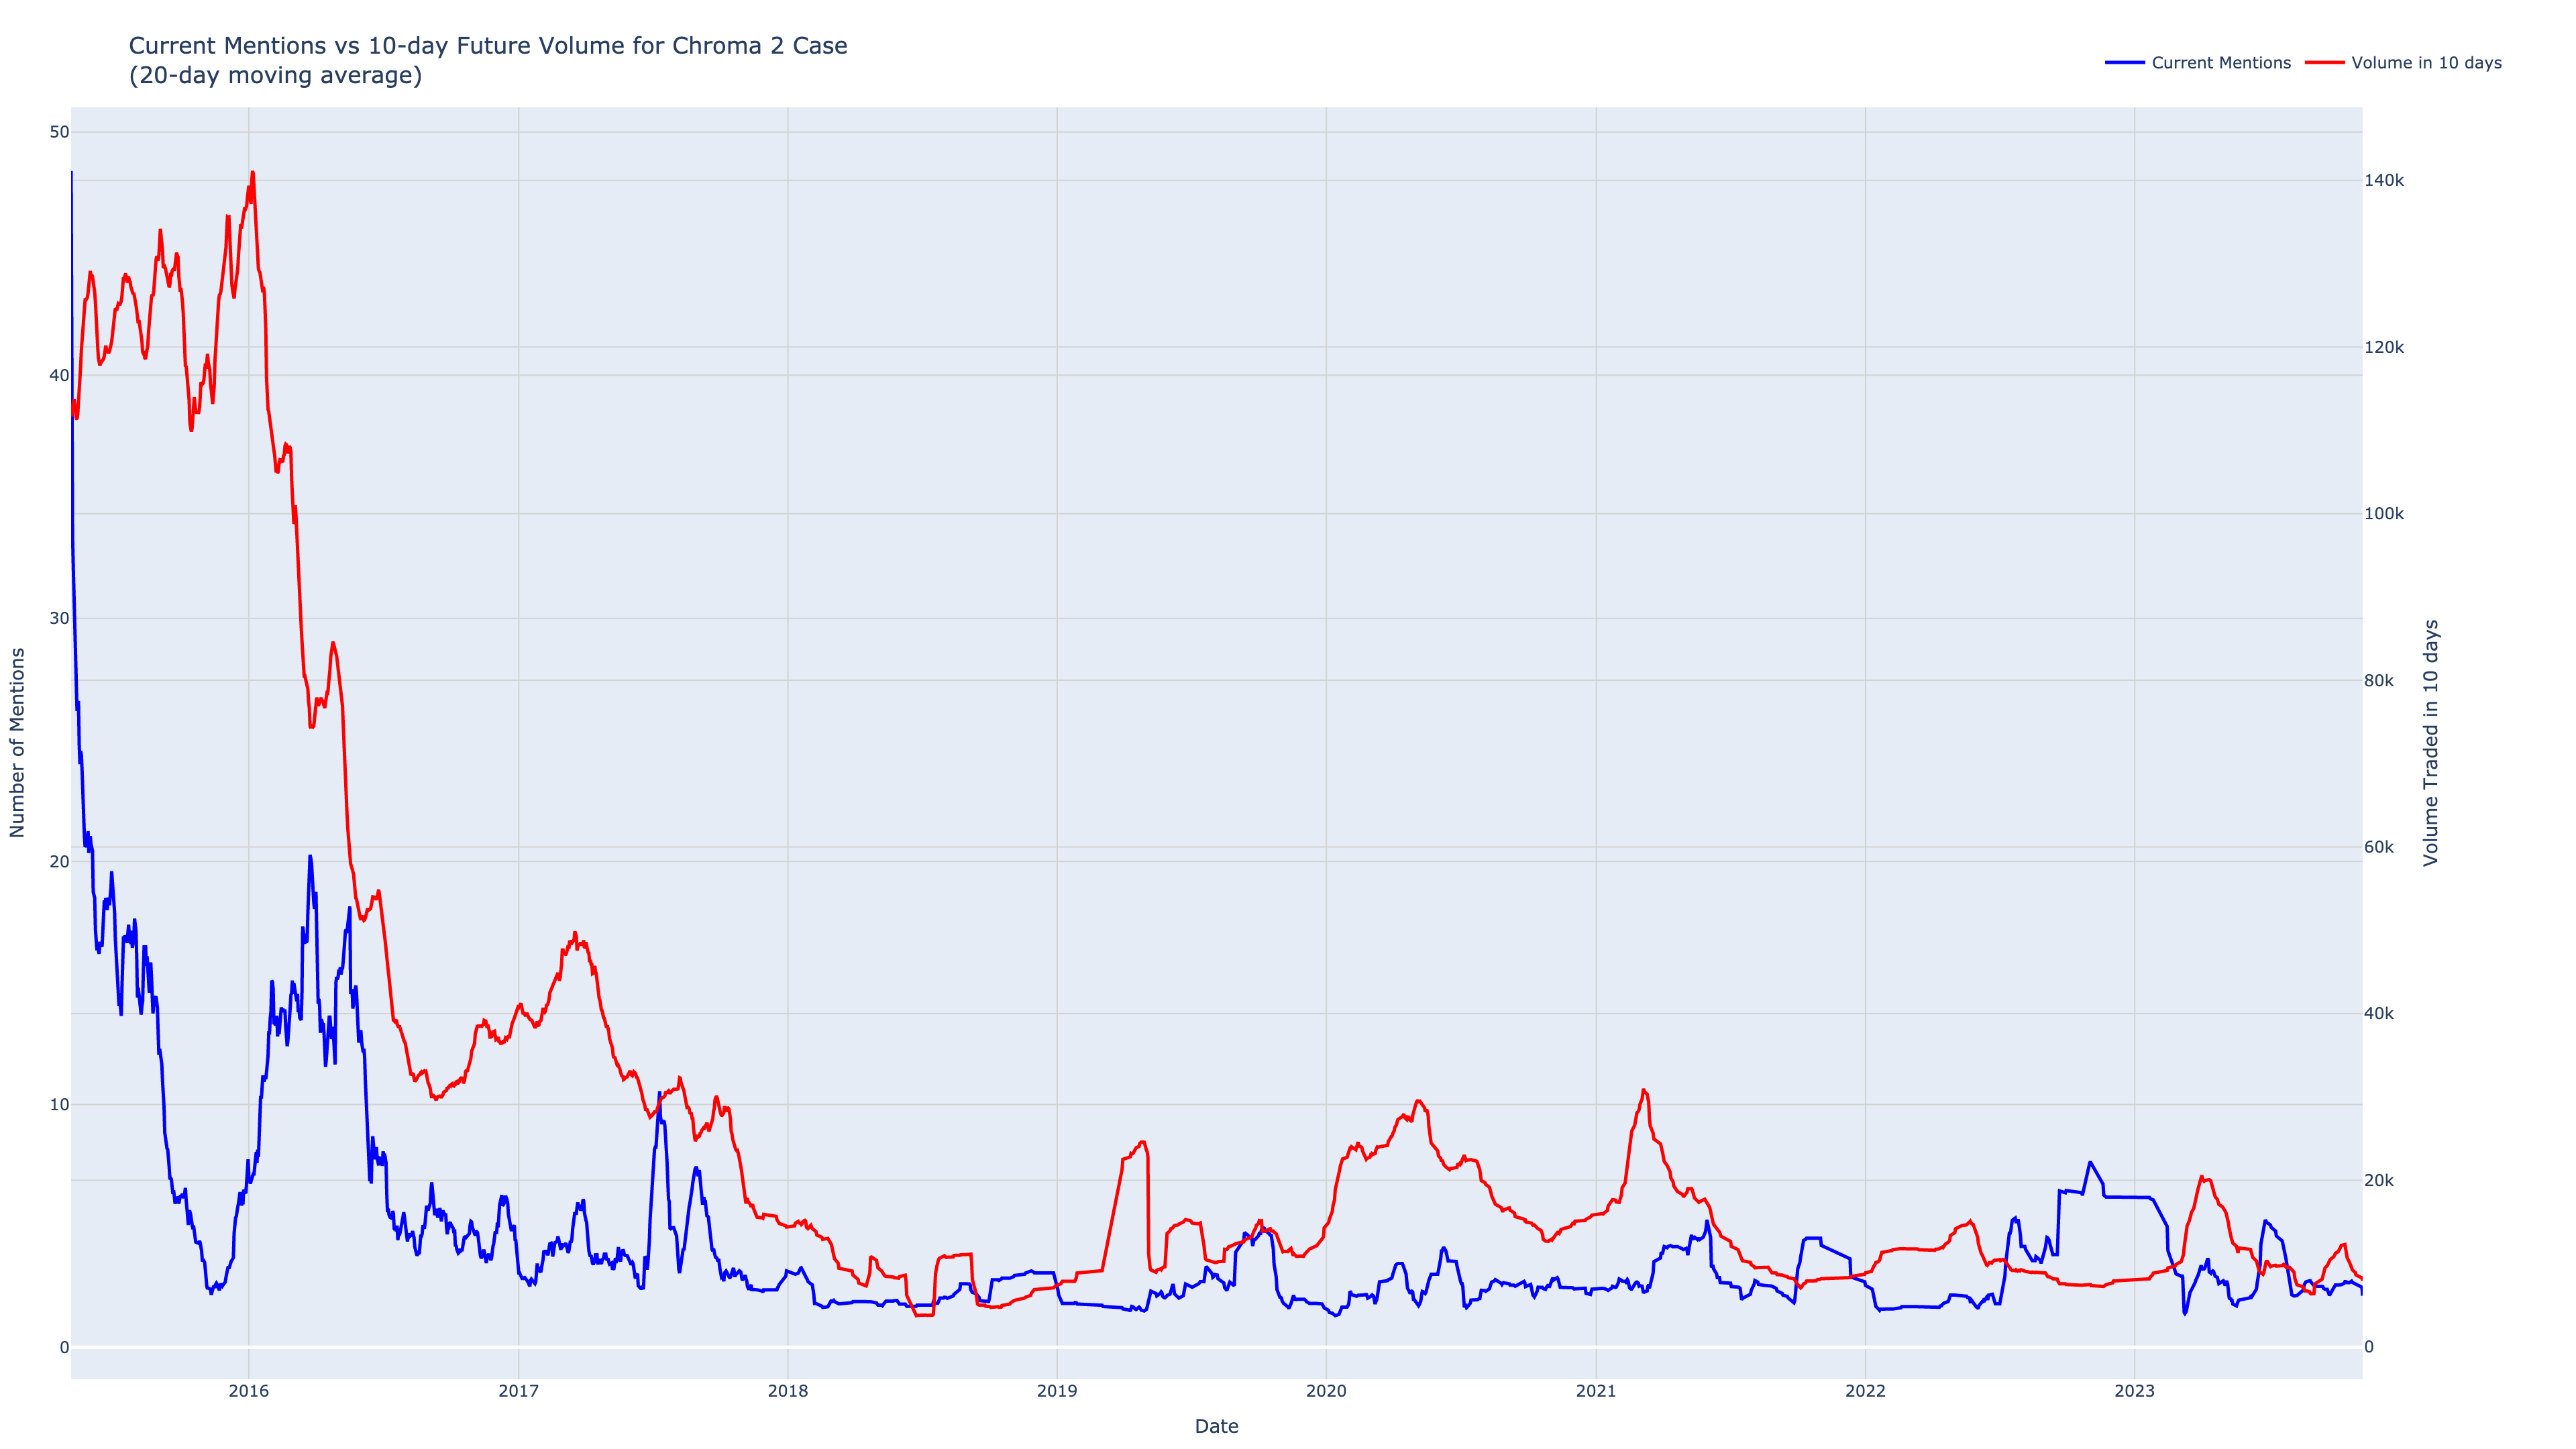 Current Mentions vs 10-day Future Volume for Chroma 2 Case
(20-day moving average)
Current Mentions
Volume in 10 days
50
40
30
20
10
0
Number of Mentions
140k
120k
100k
80k
60k
40k
20k
0
Volume Traded in 10 days
2016 2017 2018 2019 2020 2021 2022 2023
Date